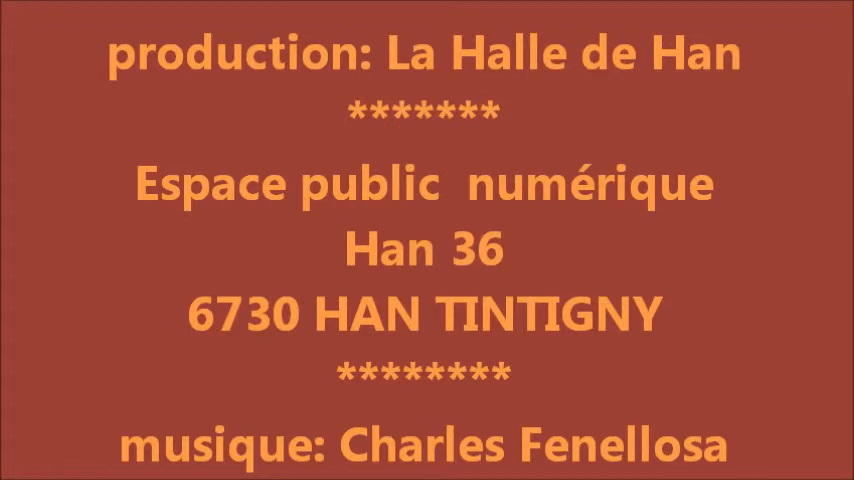 production: La Halle de Han
*******
Espace public  numérique
Han 36
6730 HAN TINTIGNY
********
musique: Charles Fenellosa